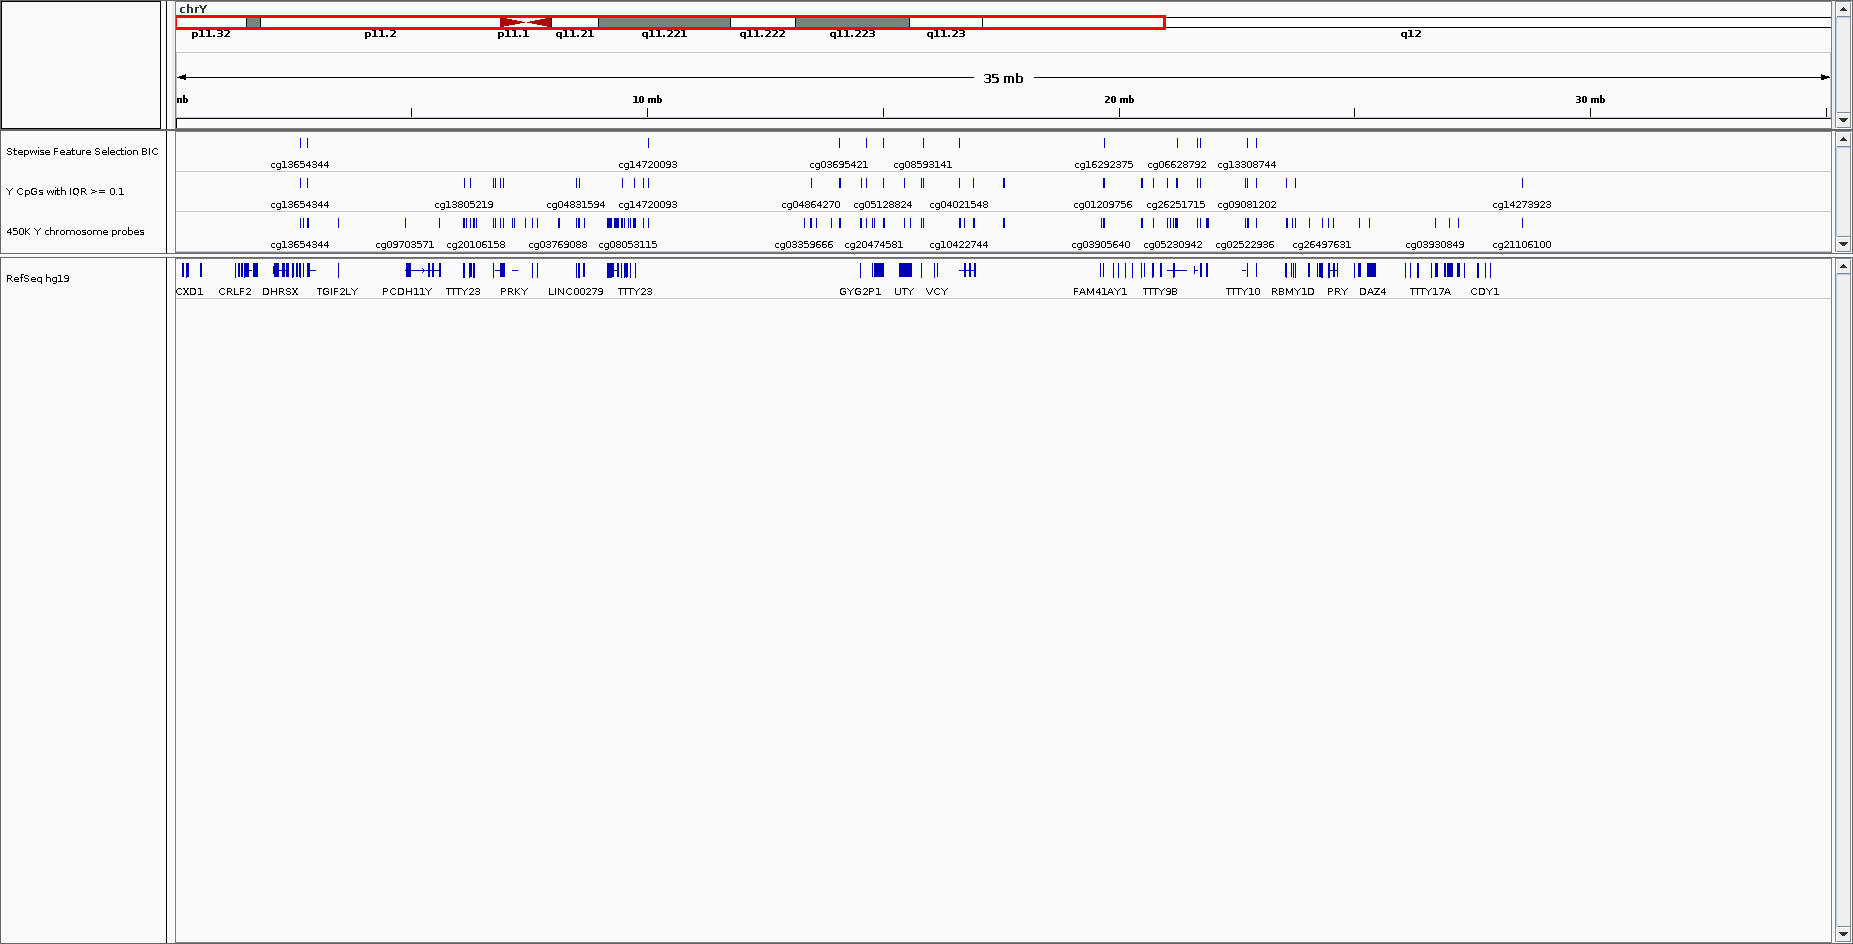 chrY
p11.32 p11.2 p11.1 q11.21 q11.221 q11.222 q11.223 q11.23 q12
35 mb
10 mb 20 mb 30 mb
Stepwise Feature Selection BIC
cg13654344 cg14720093 cg03695421 cg08593141 cg16292375 cg06628792 cg13308744
Y CpGs with IQR >= 0.1
cg13654344 cg13805219 cg04831594 cg14720093 cg04864270 cg05128824 cg04021548 cg01209756 cg26251715 cg09081202 cg14273923
450K Y chromosome probes
cg13654344 cg09703571 cg20106158 cg03769088 cg08053115 cg03359666 cg20474581 cg10422744 cg03905640 cg05230942 cg02522936 cg26497631 cg03930849 cg21106100
RefSeq hg19
CXD1 CRLF2 DHRSX TGIF2LY PCDH11Y TTTY23 PRKY LINC00279 TTTY23 GYG2P1 UTY VCY FAM41AY1 TTTY9B TTTY10 RBMY1D PRY DAZ4 TTTY17A CDY1